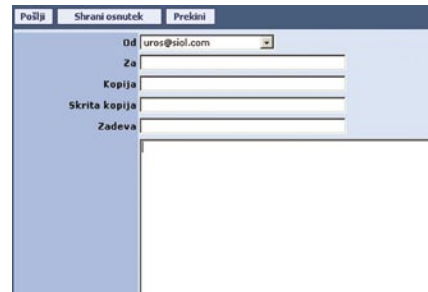 Pošlji Shrani osnutek Prekini
Od uros@siol.com
Za
Kopija
Skrita kopija
Zadeva